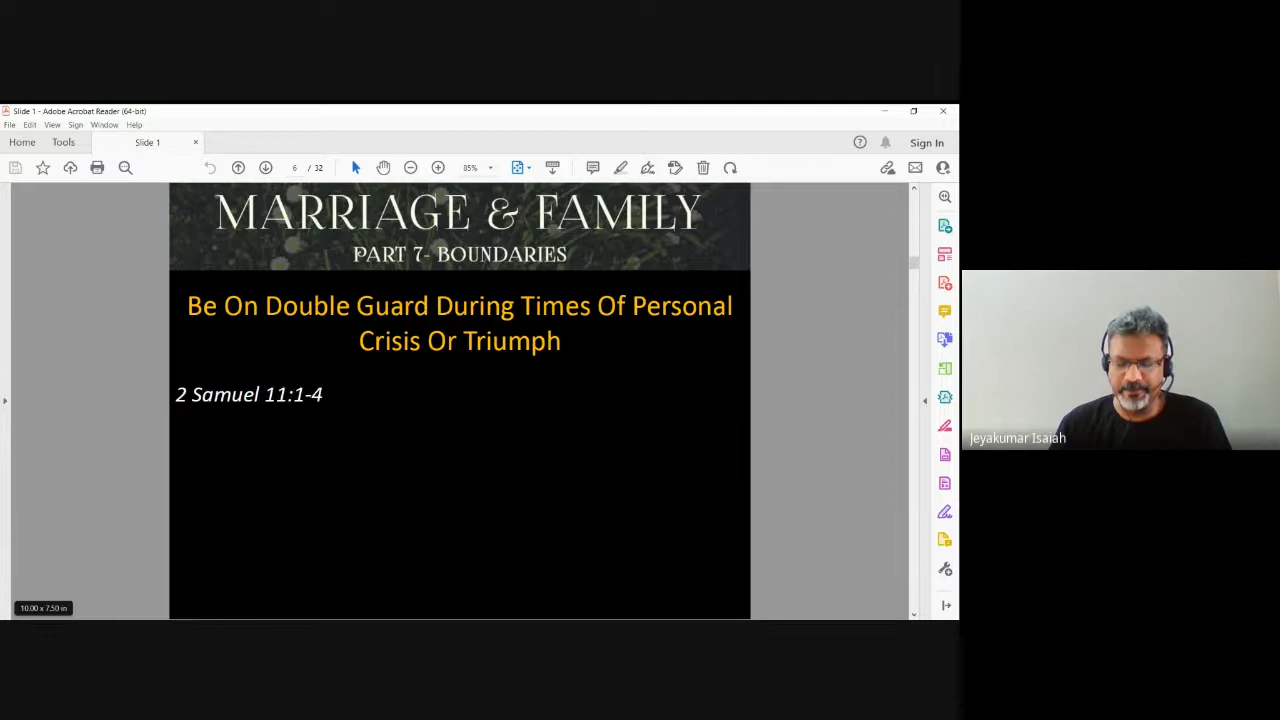 Slide 1 - Adobe Acrobat Reader (64-bit)
File Edit View Sign Window Help
Home Tools Slide 1 × Sign In
6 / 32 85%
MARRIAGE & FAMILY
PART 7- BOUNDARIES
Be On Double Guard During Times Of Personal
Crisis Or Triumph
2 Samuel 11:1-4
Jeyakumar Isaiah
10.00 x 7.50 in